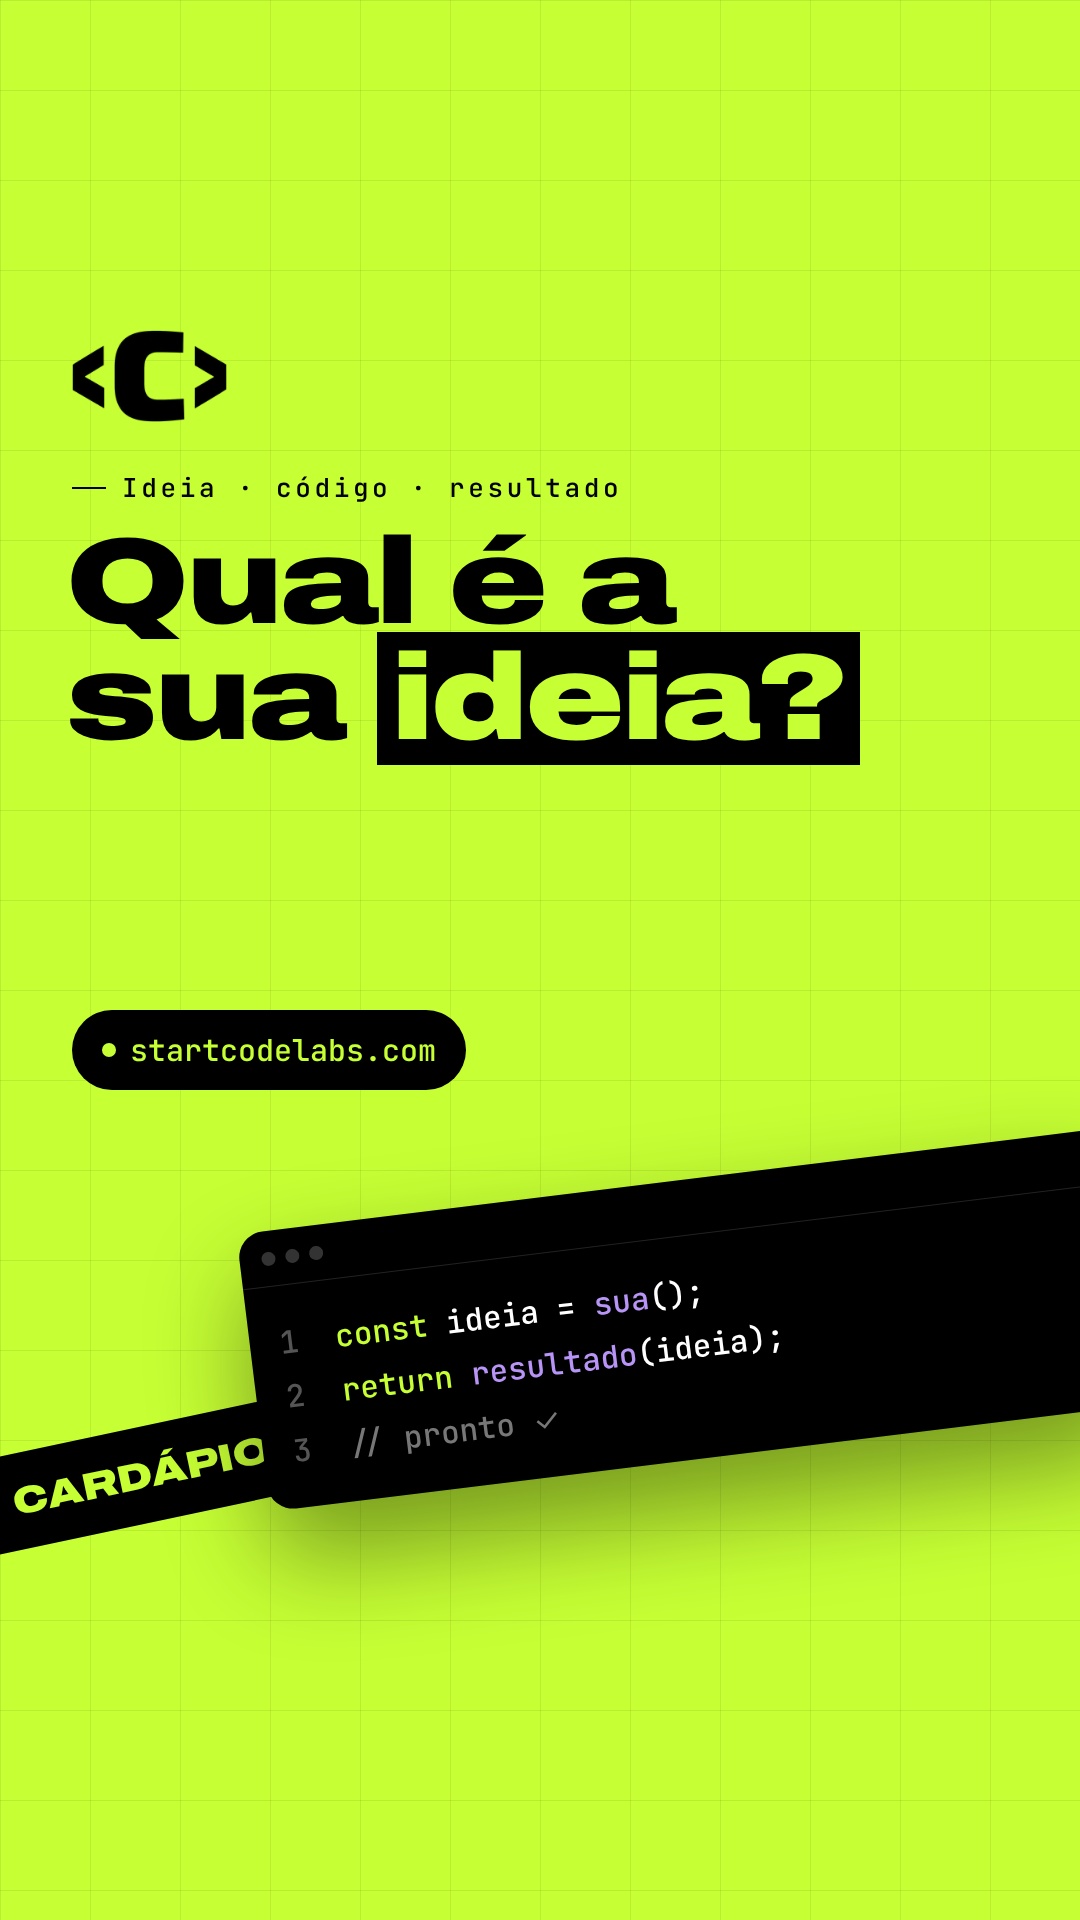 <C>
Ideia · código · resultado
Qual é a
sua ideia?
startcodelabs.com
1 const ideia = sua();
2 return resultado(ideia);
3 // pronto ✓
CARDÁPIO